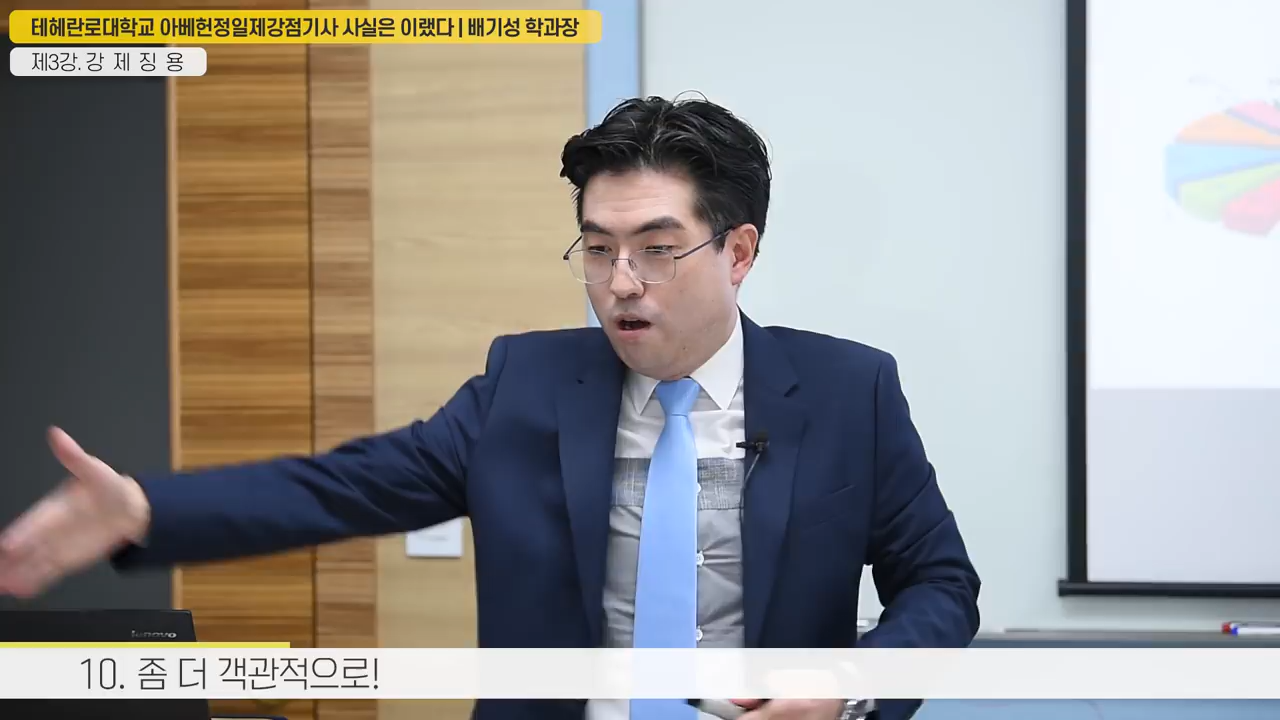 테헤란로대학교 아베헌정일제강점기사 사실은 이랬다 | 배기성 학과장
제3강. 강 제 징 용
lenovo
10. 좀 더 객관적으로!